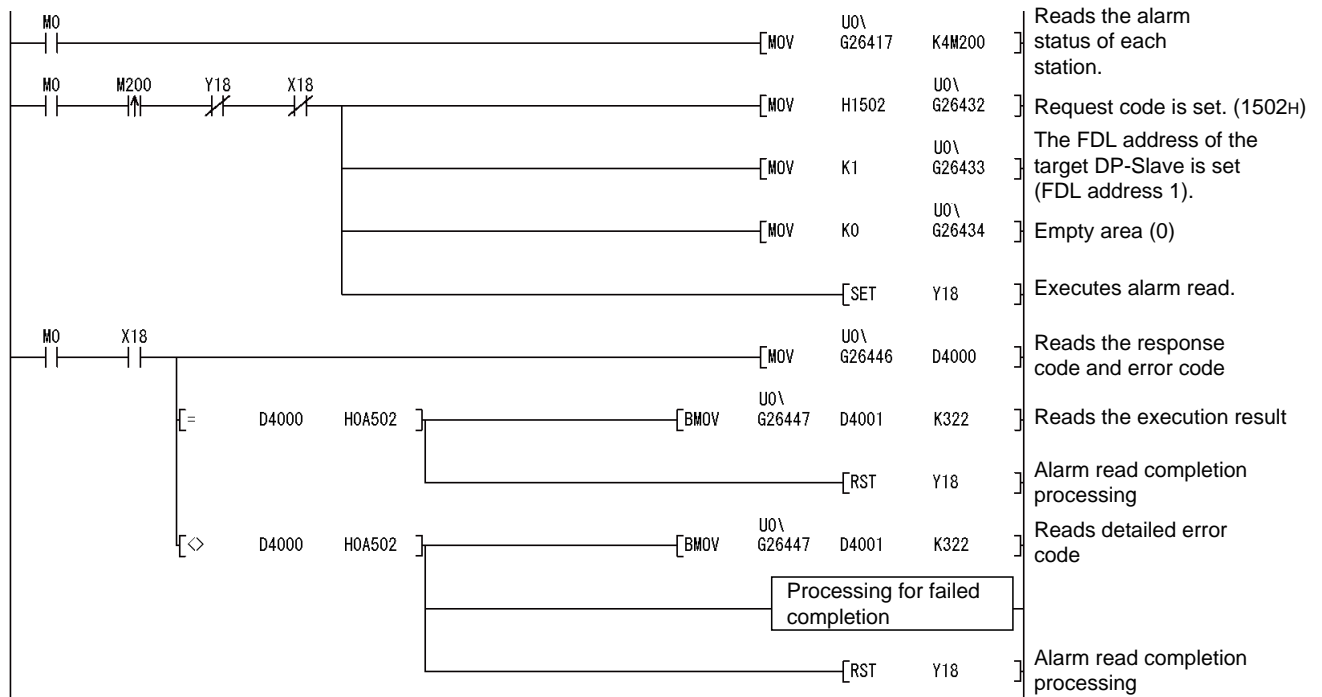 M0
U0\
[MOV G26417 K4M200 ]
Reads the alarm
status of each
station.
M0 M200 Y18 X18
U0\
[MOV H1502 G26432 ]
Request code is set. (1502H)
U0\
[MOV K1 G26433 ]
The FDL address of the
target DP-Slave is set
(FDL address 1).
U0\
[MOV K0 G26434 ]
Empty area (0)
[SET Y18 ]
Executes alarm read.
M0 X18
U0\
[MOV G26446 D4000 ]
Reads the response
code and error code
U0\
[= D4000 H0A502 ] [BMOV G26447 D4001 K322 ]
Reads the execution result
[RST Y18 ]
Alarm read completion
processing
U0\
[<> D4000 H0A502 ] [BMOV G26447 D4001 K322 ]
Reads detailed error
code
Processing for failed
completion
[RST Y18 ]
Alarm read completion
processing